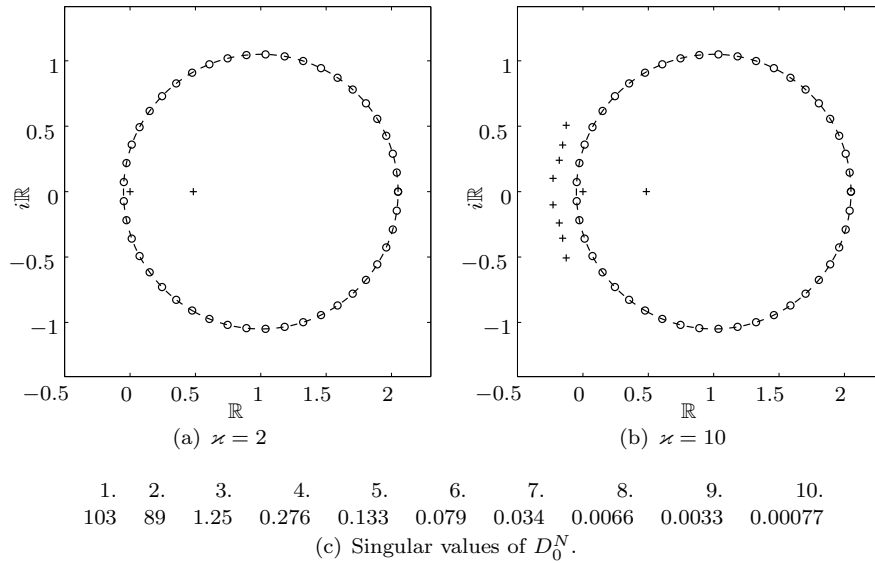 1
0.5
0
−0.5
−1
iℝ
−0.5 0 0.5 1 1.5 2
ℝ
(a) ϰ = 2
1
0.5
0
−0.5
−1
iℝ
−0.5 0 0.5 1 1.5 2
ℝ
(b) ϰ = 10
1. 2. 3. 4. 5. 6. 7. 8. 9. 10.
103 89 1.25 0.276 0.133 0.079 0.034 0.0066 0.0033 0.00077
(c) Singular values of D₀ᴺ.